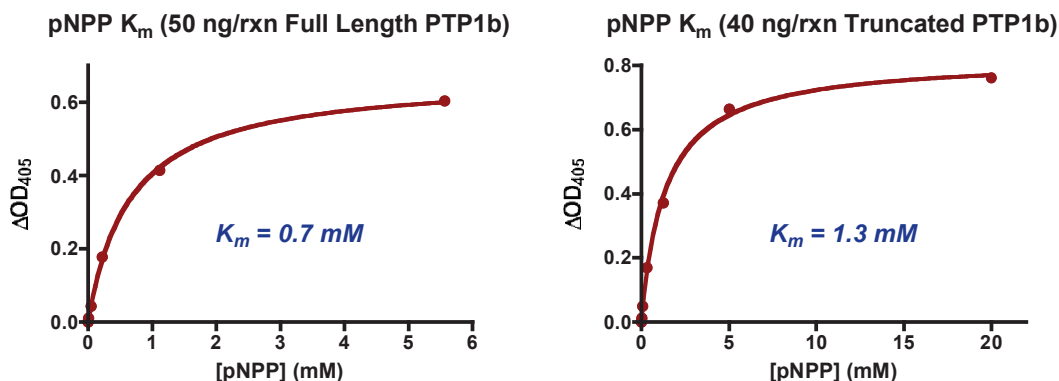 pNPP Km (50 ng/rxn Full Length PTP1b)
0.6
0.4
0.2
0.0
ΔOD405
Km = 0.7 mM
0 1 2 3 4 5 6
[pNPP] (mM)
pNPP Km (40 ng/rxn Truncated PTP1b)
0.8
0.6
0.4
0.2
0.0
ΔOD405
Km = 1.3 mM
0 5 10 15 20
[pNPP] (mM)